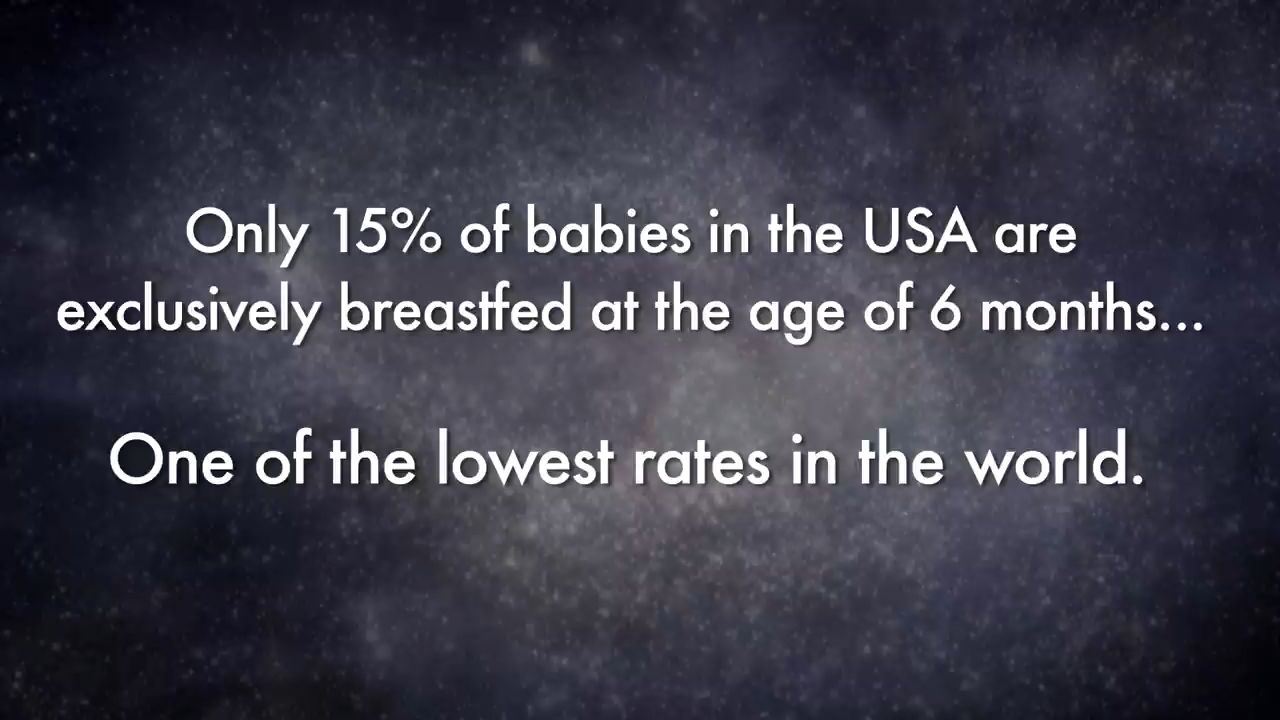 Only 15% of babies in the USA are
exclusively breastfed at the age of 6 months...
One of the lowest rates in the world.